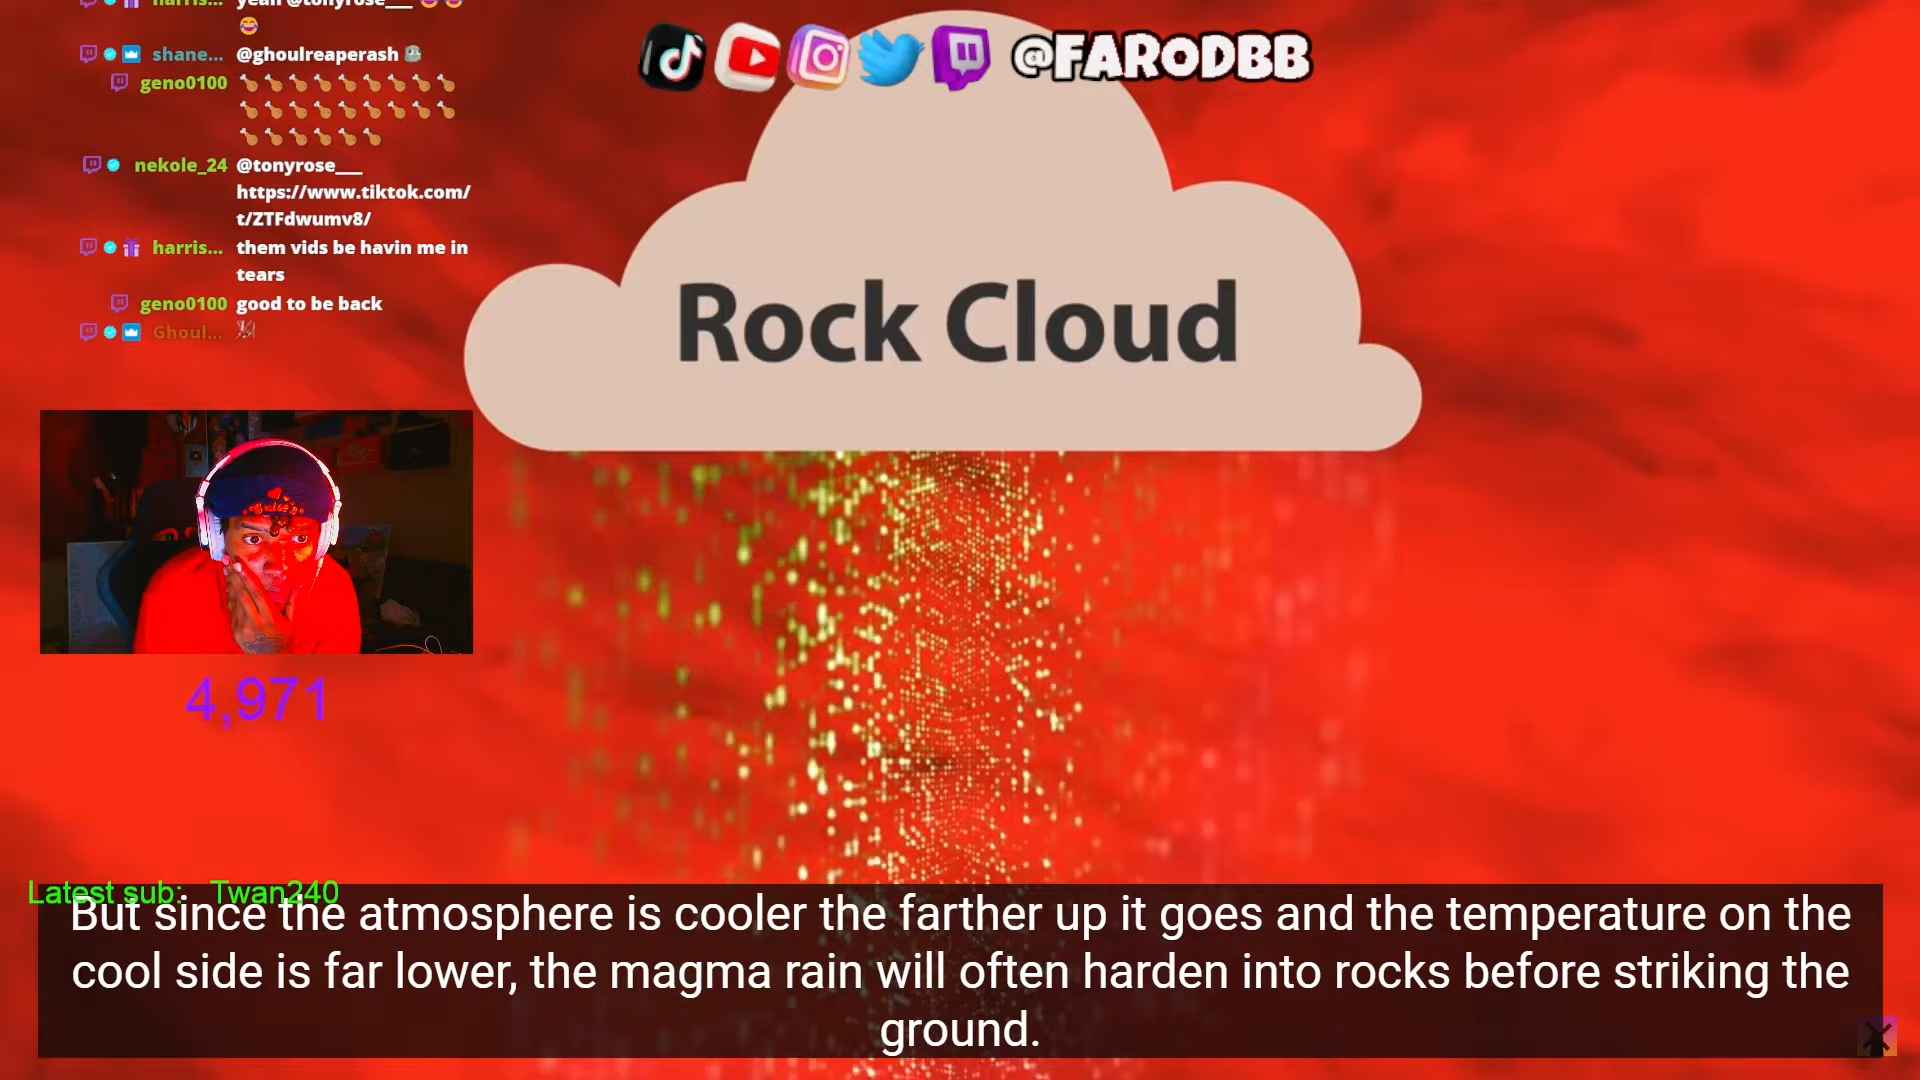 harris... yeah @tonyrose___
shane... @ghoulreaperash
geno0100
nekole_24 @tonyrose___
https://www.tiktok.com/
t/ZTFdwumv8/
harris... them vids be havin me in
tears
geno0100 good to be back
Ghoul...
@FARODBB
Rock Cloud
4,971
Latest sub: Twan240
But since the atmosphere is cooler the farther up it goes and the temperature on the
cool side is far lower, the magma rain will often harden into rocks before striking the
ground.